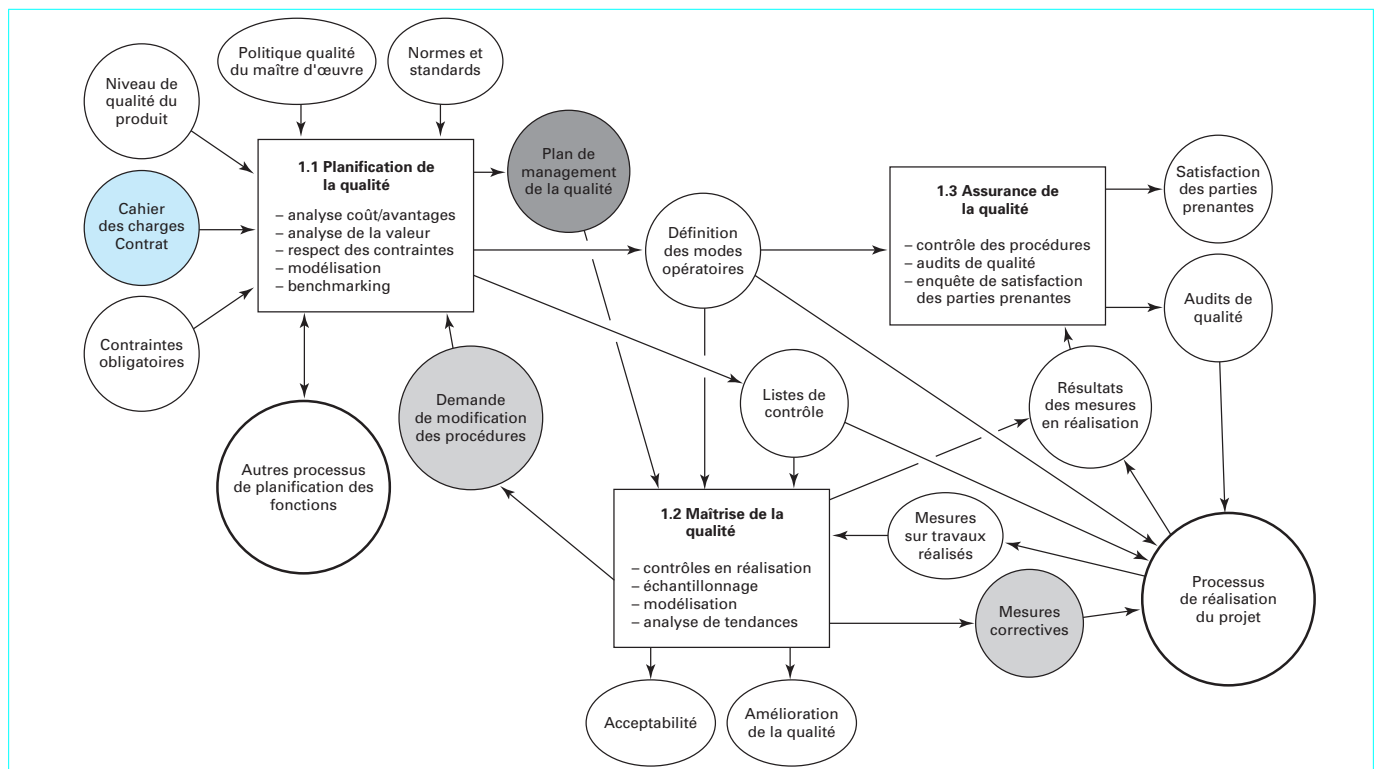 Politique qualité
du maître d'œuvre
Normes et
standards
Niveau de
qualité du
produit
Cahier
des charges
Contrat
Contraintes
obligatoires
1.1 Planification de
la qualité
– analyse coût/avantages
– analyse de la valeur
– respect des contraintes
– modélisation
– benchmarking
Plan de
management
de la qualité
Définition
des modes
opératoires
1.3 Assurance de
la qualité
– contrôle des procédures
– audits de qualité
– enquête de satisfaction
des parties prenantes
Satisfaction
des parties
prenantes
Audits de
qualité
Autres processus
de planification des
fonctions
Demande
de modification
des procédures
Listes de
contrôle
Résultats
des mesures
en réalisation
1.2 Maîtrise de la
qualité
– contrôles en réalisation
– échantillonnage
– modélisation
– analyse de tendances
Mesures
sur travaux
réalisés
Mesures
correctives
Processus
de réalisation
du projet
Acceptabilité
Amélioration
de la qualité